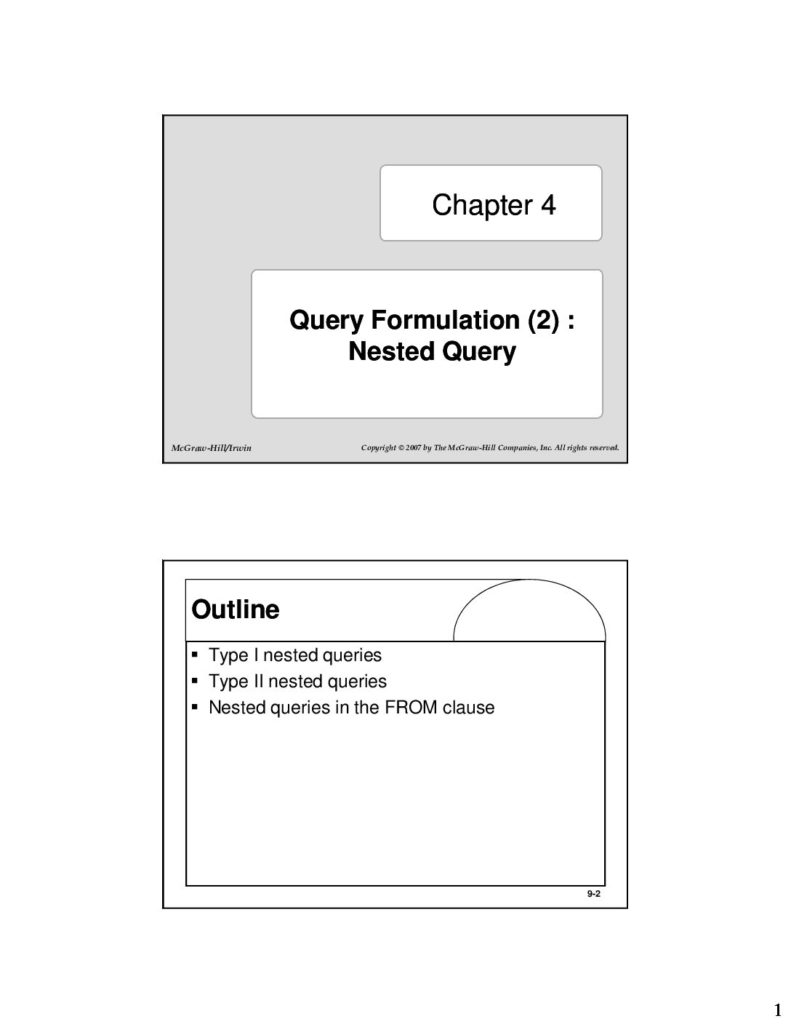 Chapter 4
Query Formulation (2) :
Nested Query
McGraw-Hill/Irwin
Copyright © 2007 by The McGraw-Hill Companies, Inc. All rights reserved.
Outline
▪ Type I nested queries
▪ Type II nested queries
▪ Nested queries in the FROM clause
9-2
1